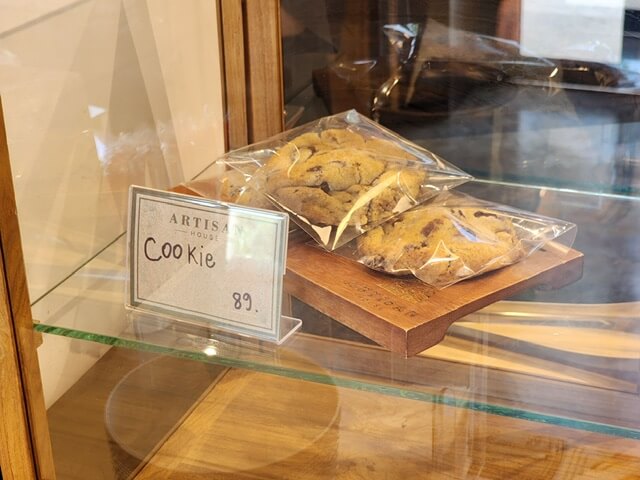 ARTISAN
HOUSE
Cookie
89.